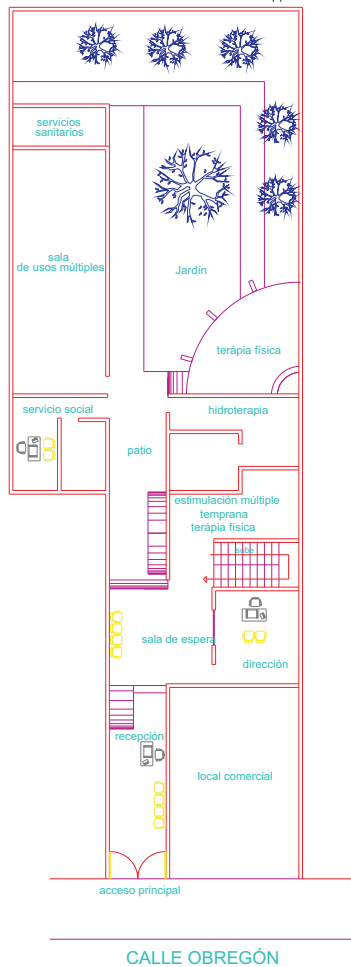 servicios
sanitarios
sala
de usos múltiples
Jardín
terápia física
servicio social
hidroterapia
patio
estimulación múltiple
temprana
terápia física
sube
sala de espera
dirección
recepción
local comercial
acceso principal
CALLE OBREGÓN